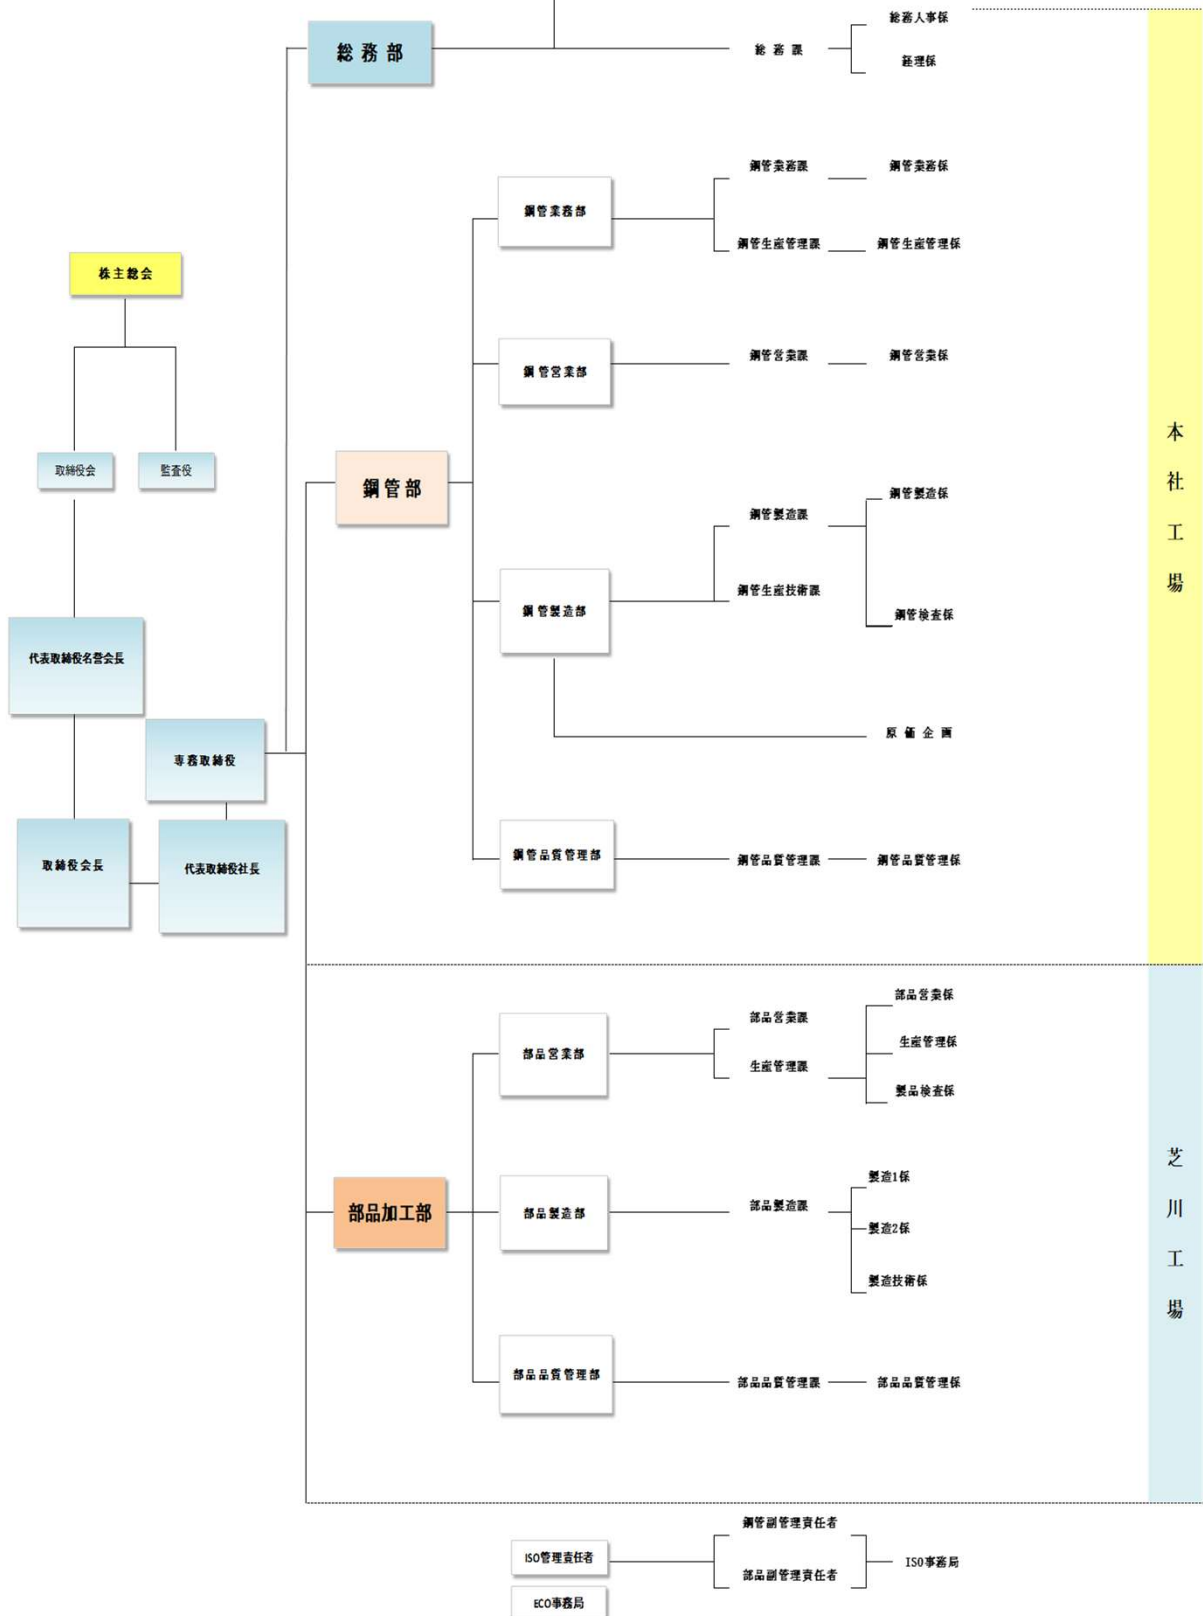 総務部
総務課
総務人事係
経理係
鋼管業務部
鋼管業務課
鋼管業務係
鋼管生産管理課
鋼管生産管理係
株主総会
取締役会
監査役
鋼管営業部
鋼管営業課
鋼管営業係
鋼管部
鋼管製造部
鋼管製造課
鋼管製造係
鋼管生産技術課
鋼管検査係
原価企画
代表取締役名誉会長
専務取締役
取締役会長
代表取締役社長
鋼管品質管理部
鋼管品質管理課
鋼管品質管理係
本社工場
部品加工部
部品営業部
部品営業課
生産管理課
部品営業係
生産管理係
製品検査係
部品製造部
部品製造課
製造1係
製造2係
製造技術係
部品品質管理部
部品品質管理課
部品品質管理係
芝川工場
ISO管理責任者
鋼管副管理責任者
部品副管理責任者
ISO事務局
ECO事務局